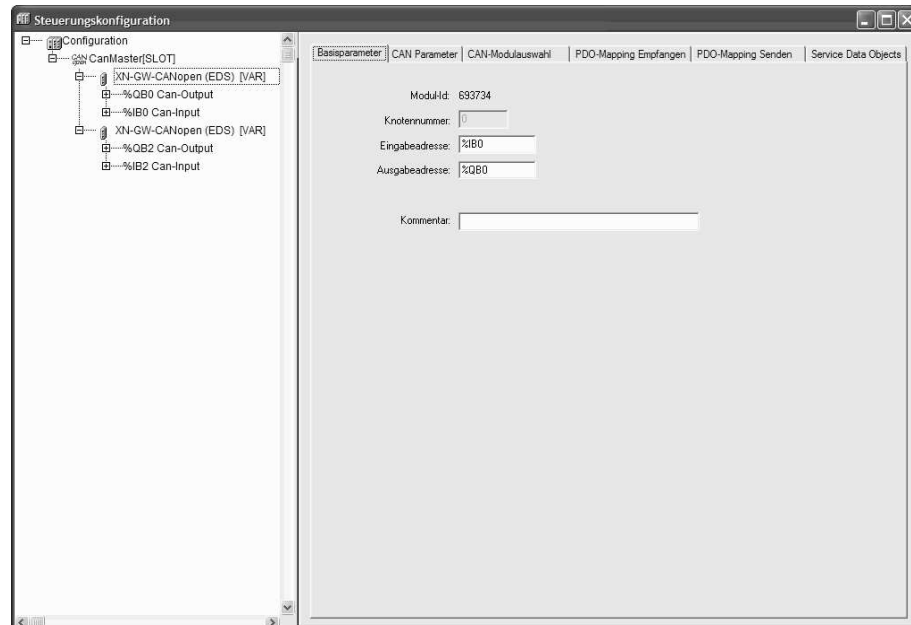 Steuerungskonfiguration
Configuration
CanMaster[SLOT]
XN-GW-CANopen (EDS) [VAR]
%QB0 Can-Output
%IB0 Can-Input
XN-GW-CANopen (EDS) [VAR]
%QB2 Can-Output
%IB2 Can-Input
Basisparameter CAN Parameter CAN-Modulauswahl PDO-Mapping Empfangen PDO-Mapping Senden Service Data Objects
Modul-Id: 693734
Knotennummer: 0
Eingabeadresse: %IB0
Ausgabeadresse: %QB0
Kommentar: